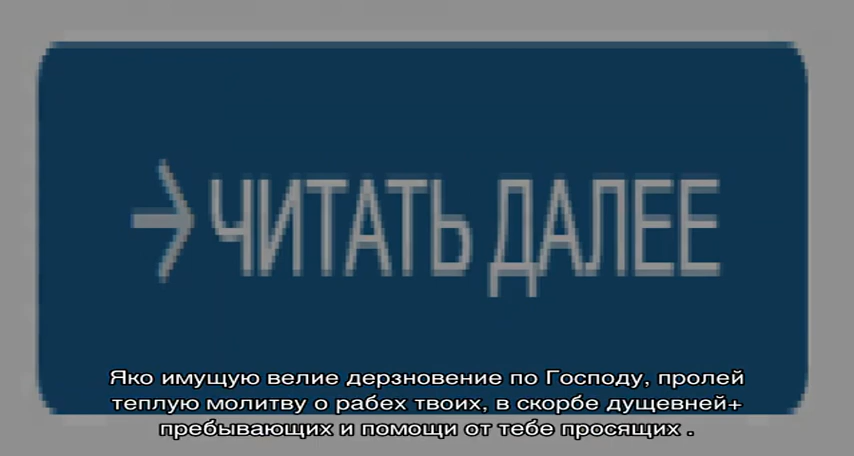 → ЧИТАТЬ ДАЛЕЕ
Яко имущую велие дерзновение по Господу, пролей
теплую молитву о рабех твоих, в скорбе дущевней+
пребывающих и помощи от тебе просящих .